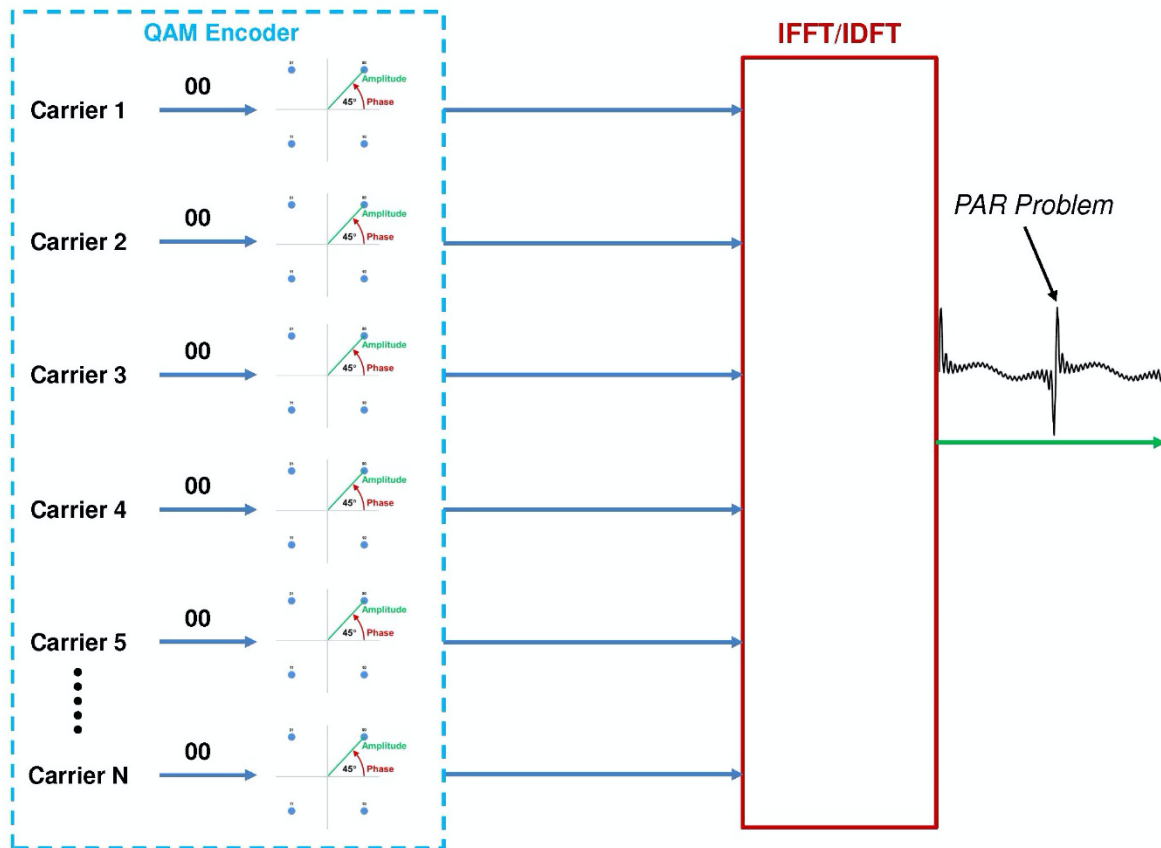 QAM Encoder
IFFT/IDFT
Carrier 1
00
Amplitude
45°
Phase
Carrier 2
00
Amplitude
45°
Phase
PAR Problem
Carrier 3
00
Amplitude
45°
Phase
Carrier 4
00
Amplitude
45°
Phase
Carrier 5
00
Amplitude
45°
Phase
Carrier N
00
Amplitude
45°
Phase